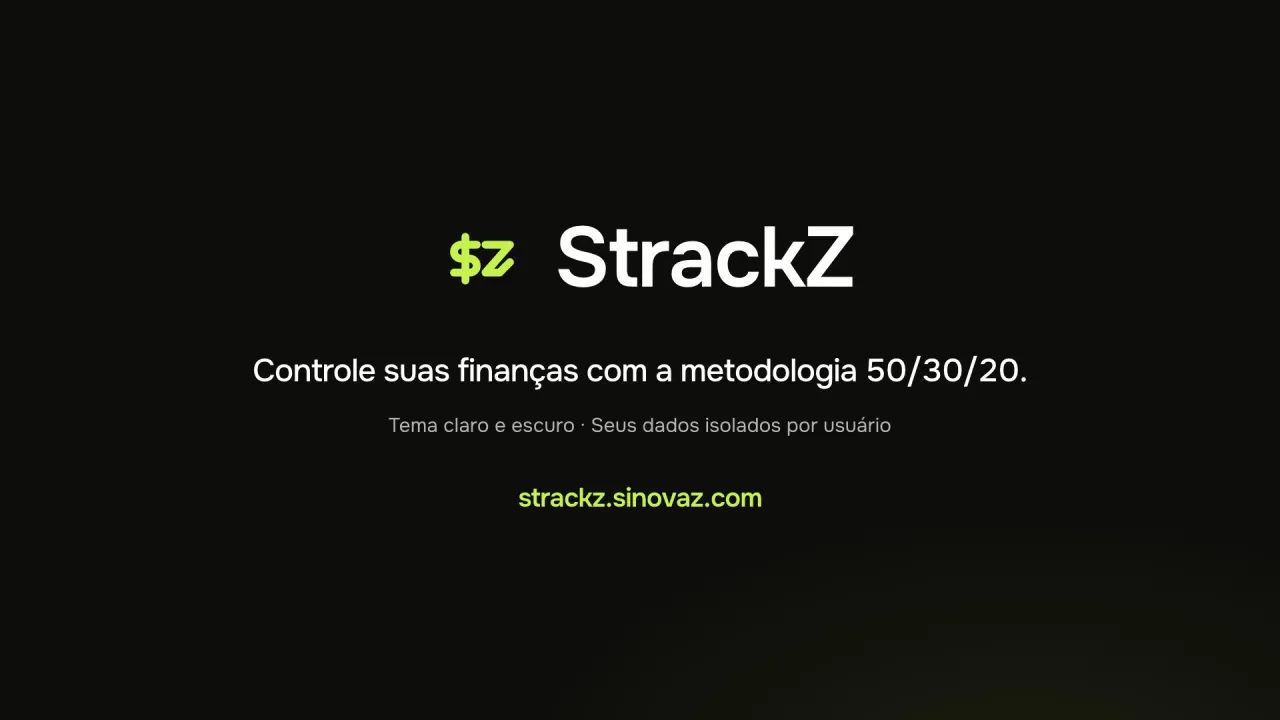 $Z StrackZ
Controle suas finanças com a metodologia 50/30/20.
Tema claro e escuro · Seus dados isolados por usuário
strackz.sinovaz.com